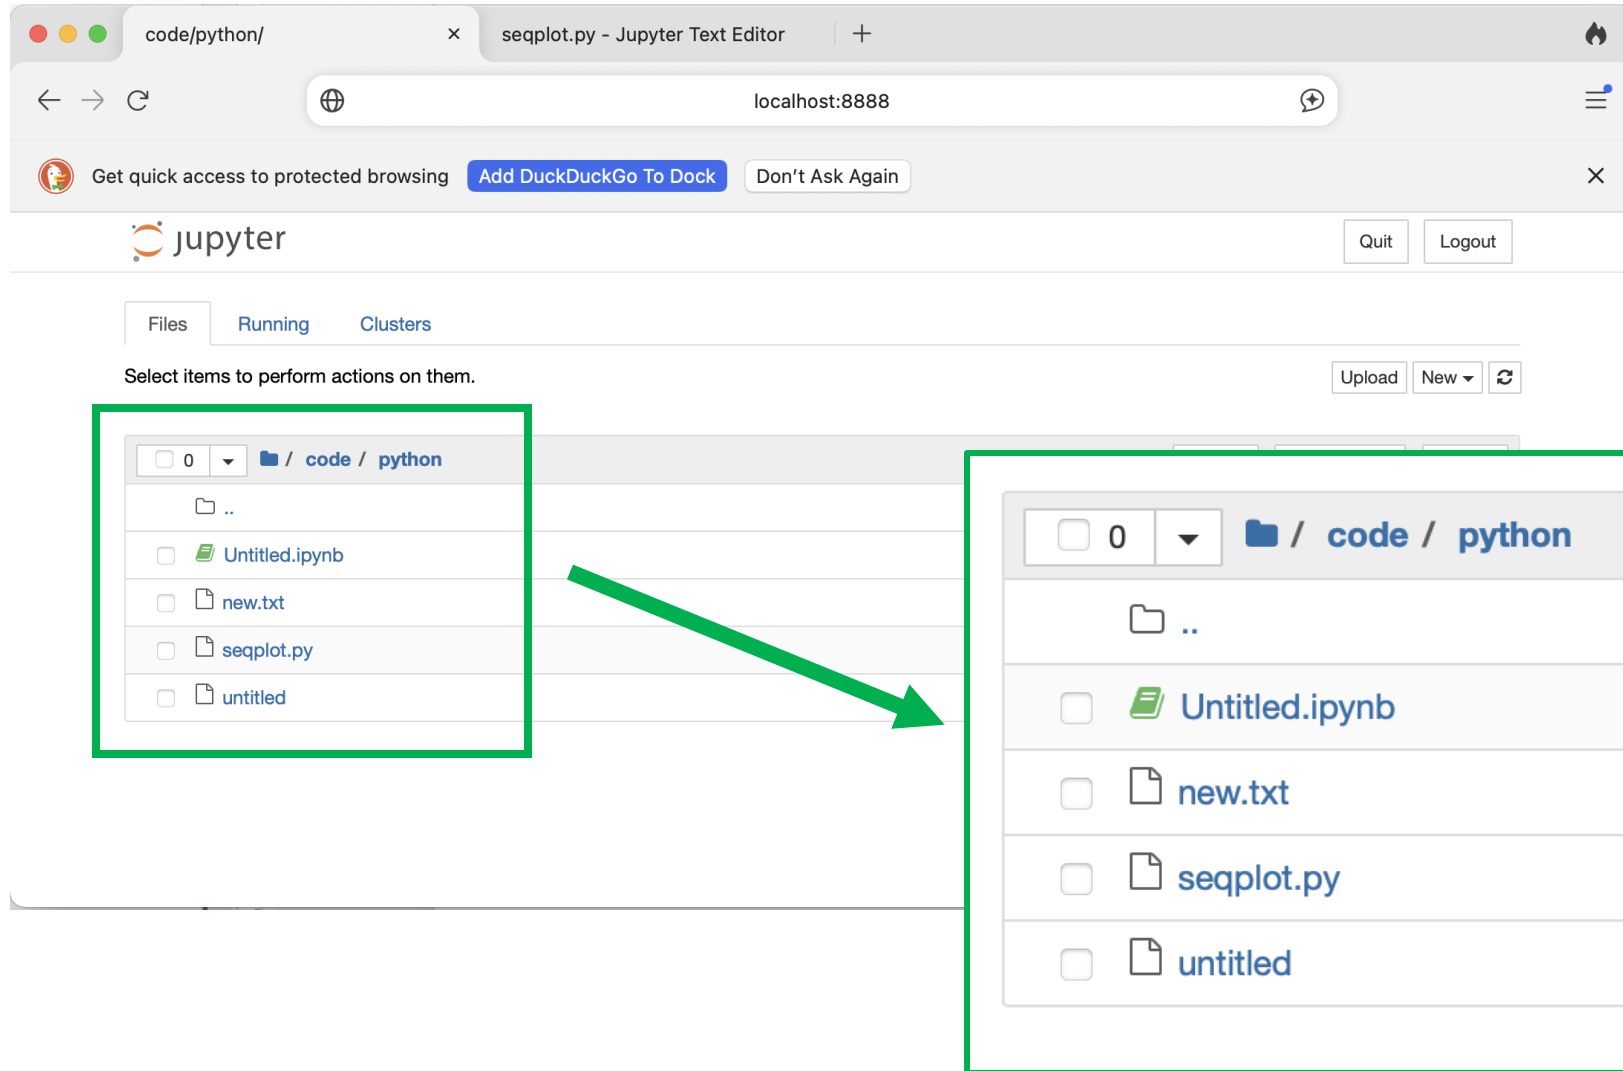 code/python/ × seqplot.py - Jupyter Text Editor +
localhost:8888
Get quick access to protected browsing Add DuckDuckGo To Dock Don't Ask Again
jupyter Quit Logout
Files Running Clusters
Select items to perform actions on them. Upload New
0 / code / python
..
Untitled.ipynb
new.txt
seqplot.py
untitled
0 / code / python
..
Untitled.ipynb
new.txt
seqplot.py
untitled